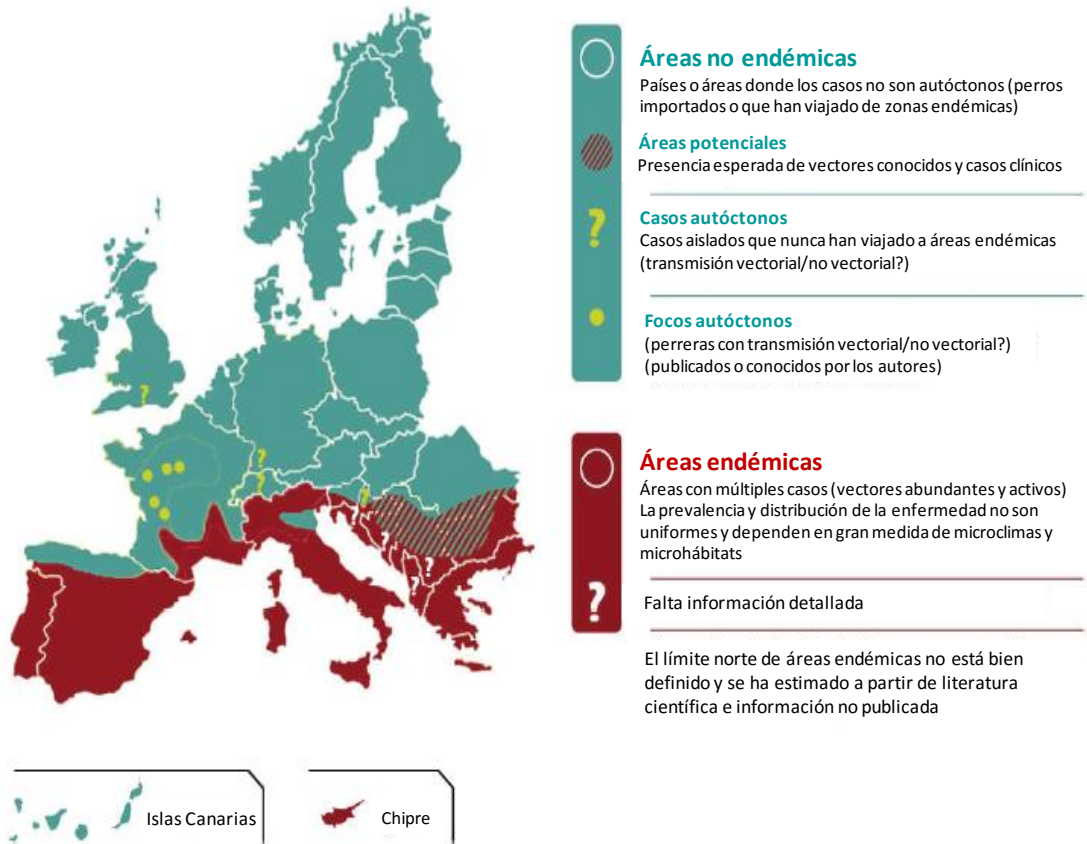 Áreas no endémicas
Países o áreas donde los casos no son autóctonos (perros
importados o que han viajado de zonas endémicas)
Áreas potenciales
Presencia esperada de vectores conocidos y casos clínicos
?
Casos autóctonos
Casos aislados que nunca han viajado a áreas endémicas
(transmisión vectorial/no vectorial?)
Focos autóctonos
(perreras con transmisión vectorial/no vectorial?)
(publicados o conocidos por los autores)
Áreas endémicas
Áreas con múltiples casos (vectores abundantes y activos)
La prevalencia y distribución de la enfermedad no son
uniformes y dependen en gran medida de microclimas y
microhábitats
?
Falta información detallada
El límite norte de áreas endémicas no está bien
definido y se ha estimado a partir de literatura
científica e información no publicada
?
?
?
?
?
?
?
?
?
Islas Canarias
Chipre